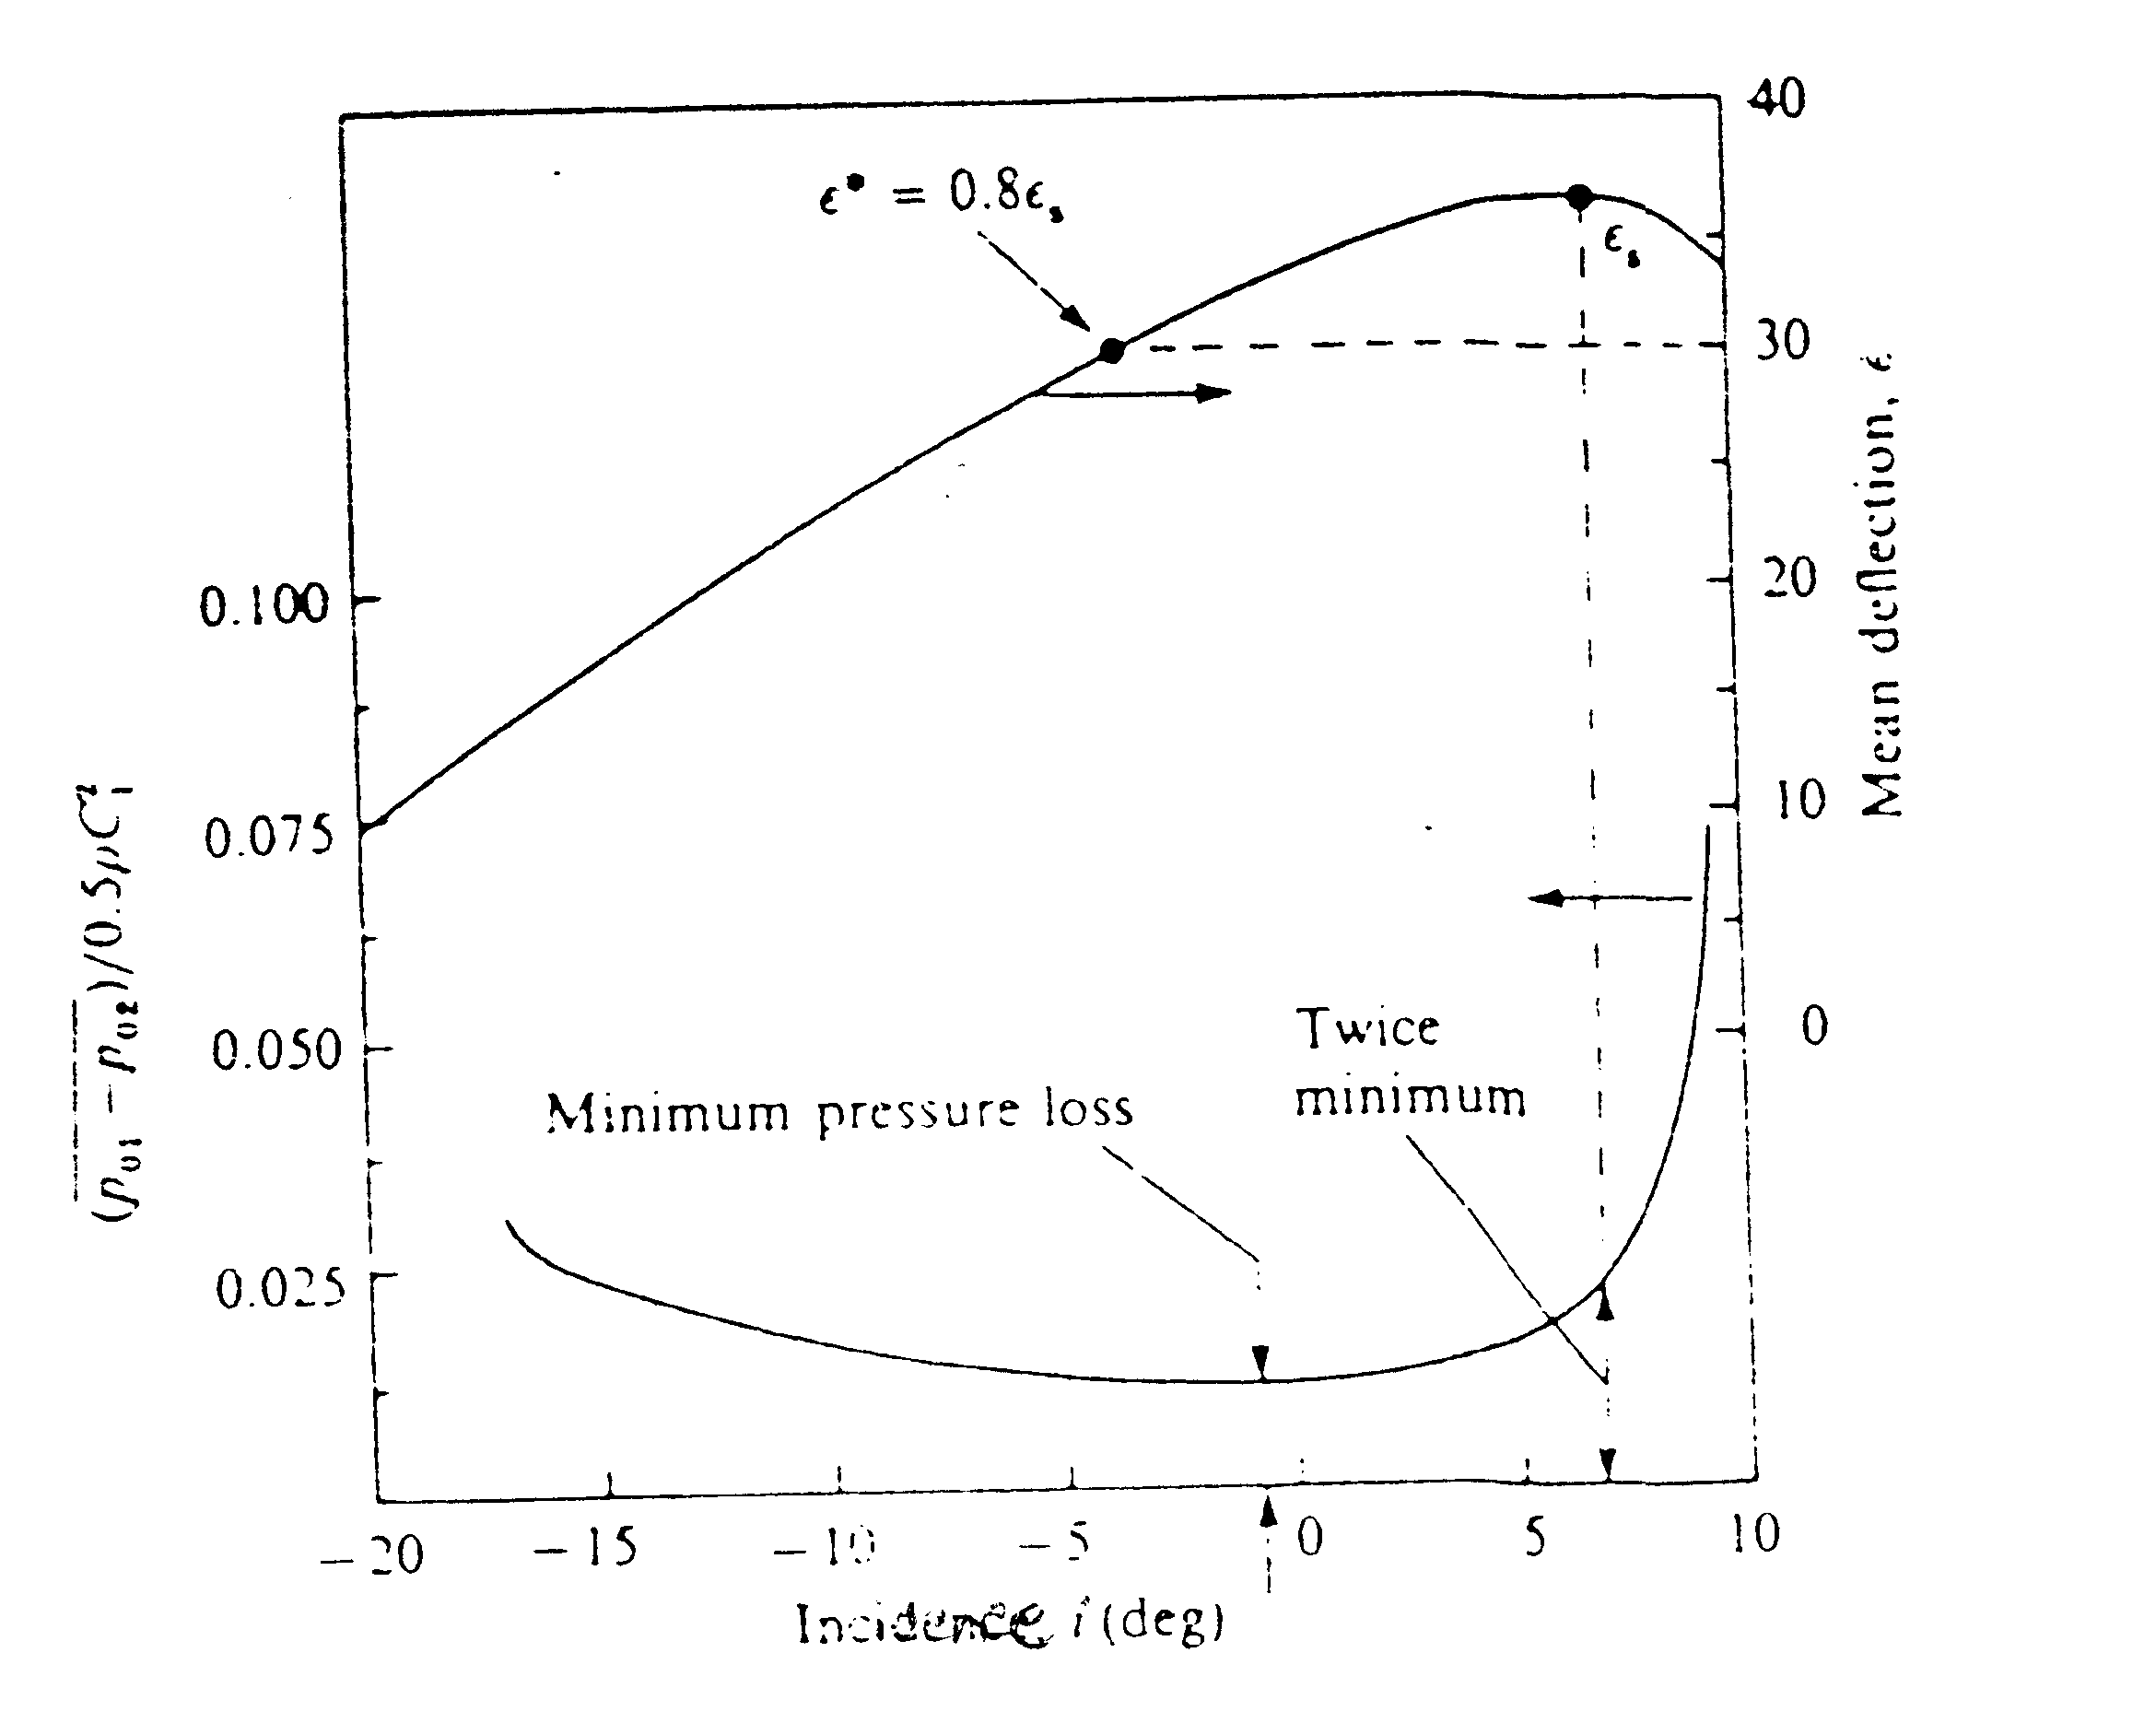 40
ϵ* = 0.8ϵs
ϵs
30
Mean deflection, ϵ
20
0.100
10
0.075
(p01 − p02)/0.5ρC1²
Twice
minimum
0
0.050
Minimum pressure loss
0.025
−20 −15 −10 −5 0 5 10
Incidence i (deg)